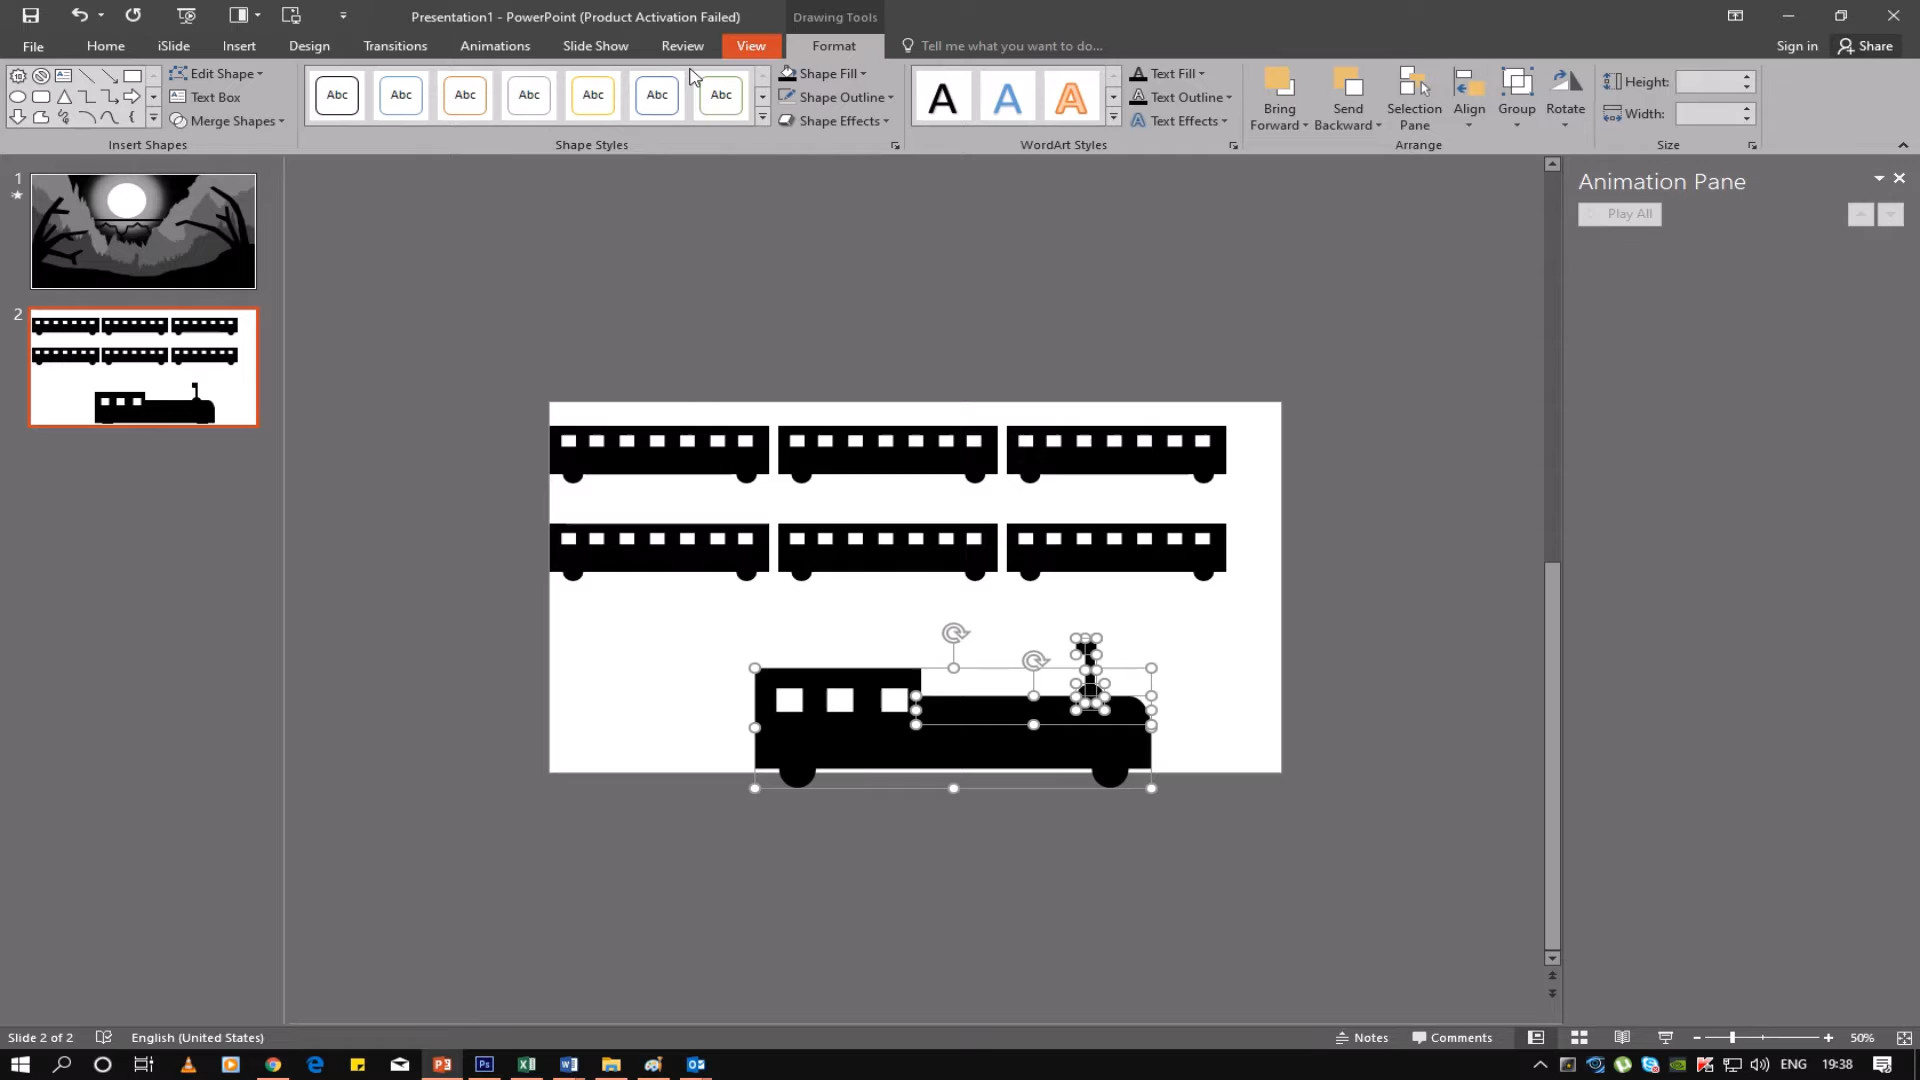 Presentation1 - PowerPoint (Product Activation Failed)
Drawing Tools
File
Home
iSlide
Insert
Design
Transitions
Animations
Slide Show
Review
View
Format
Tell me what you want to do...
Sign in
Share
Edit Shape
Text Box
Merge Shapes
Insert Shapes
Abc Abc Abc Abc Abc Abc Abc
Shape Styles
Shape Fill
Shape Outline
Shape Effects
A A A
WordArt Styles
Text Fill
Text Outline
Text Effects
Bring Forward
Send Backward
Selection Pane
Align
Group
Rotate
Arrange
Height:
Width:
Size
1
2
Animation Pane
Play All
Slide 2 of 2
English (United States)
Notes
Comments
50%
ENG
19:38